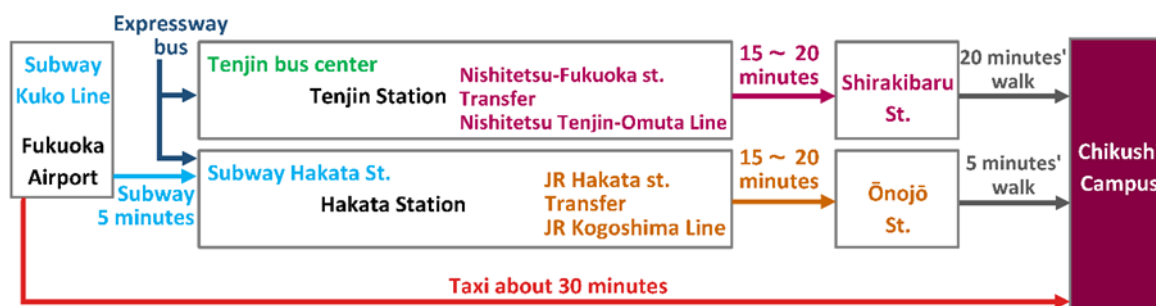 Expressway
bus
Subway
Kuko Line
Fukuoka
Airport
Subway
5 minutes
Tenjin bus center
Tenjin Station
Nishitetsu-Fukuoka st.
Transfer
Nishitetsu Tenjin-Omuta Line
15 ~ 20
minutes
Shirakibaru
St.
20 minutes'
walk
Subway Hakata St.
Hakata Station
JR Hakata st.
Transfer
JR Kogoshima Line
15 ~ 20
minutes
Ōnojō
St.
5 minutes'
walk
Chikushi
Campus
Taxi about 30 minutes